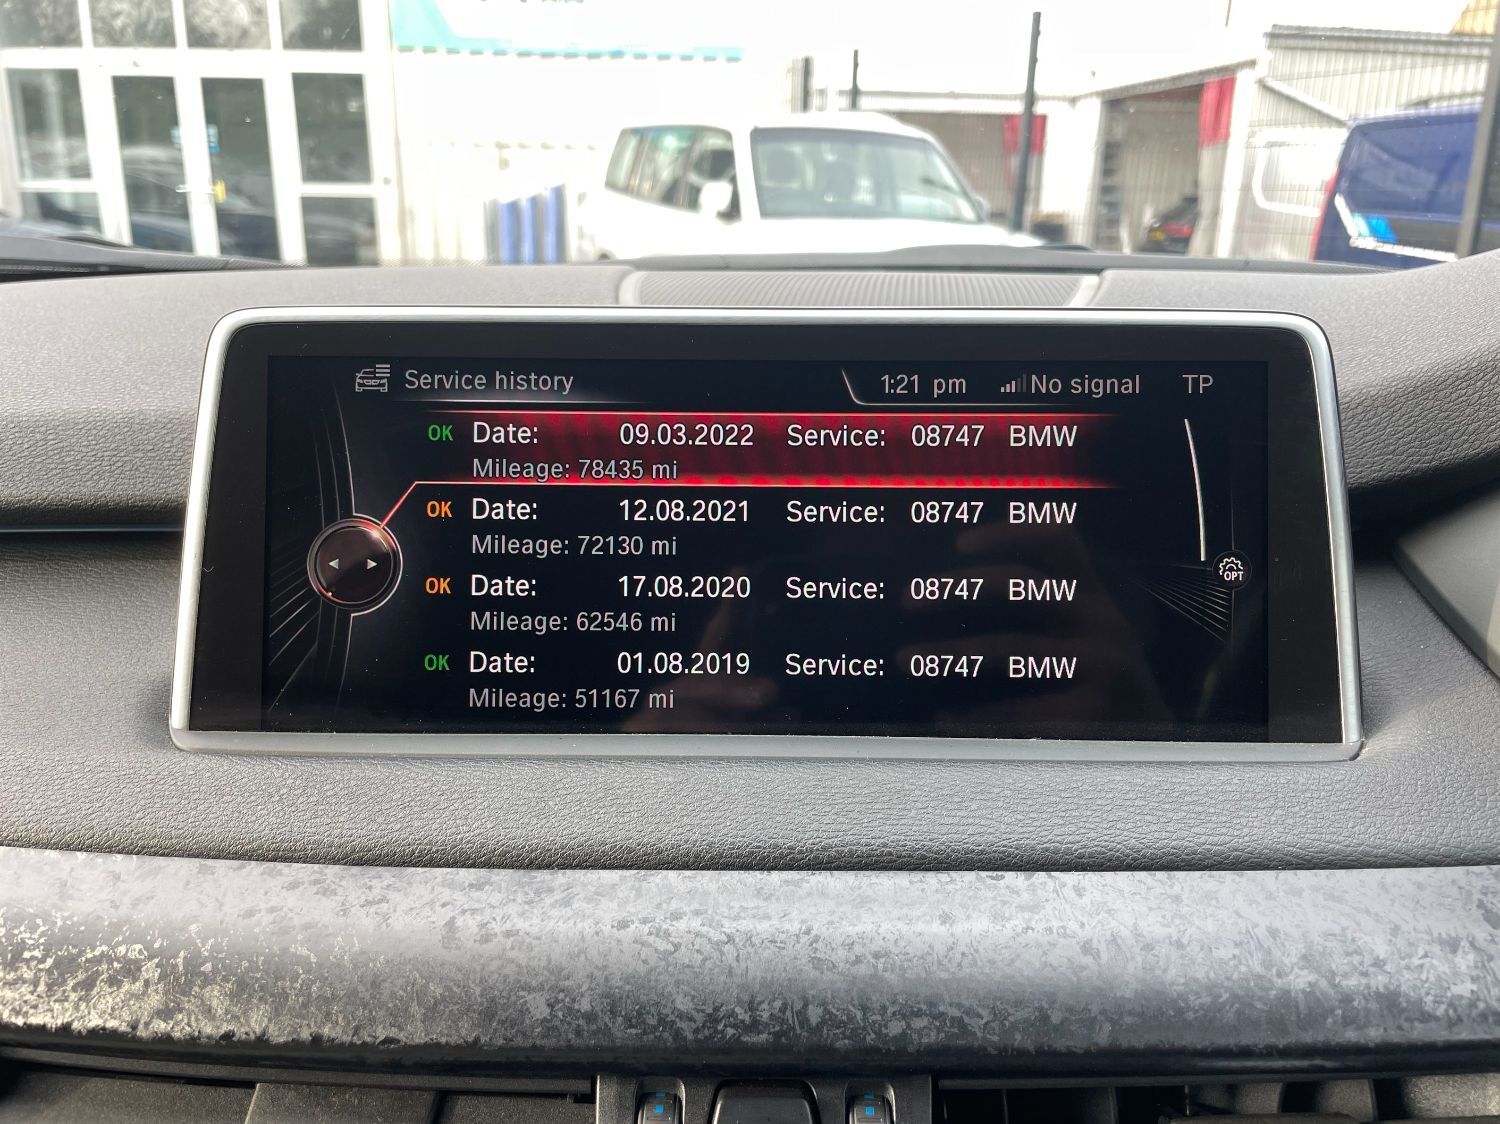 Service history 1:21 pm No signal TP
OK Date: 09.03.2022 Service: 08747 BMW
Mileage: 78435 mi
OK Date: 12.08.2021 Service: 08747 BMW
Mileage: 72130 mi
OPT
OK Date: 17.08.2020 Service: 08747 BMW
Mileage: 62546 mi
OK Date: 01.08.2019 Service: 08747 BMW
Mileage: 51167 mi